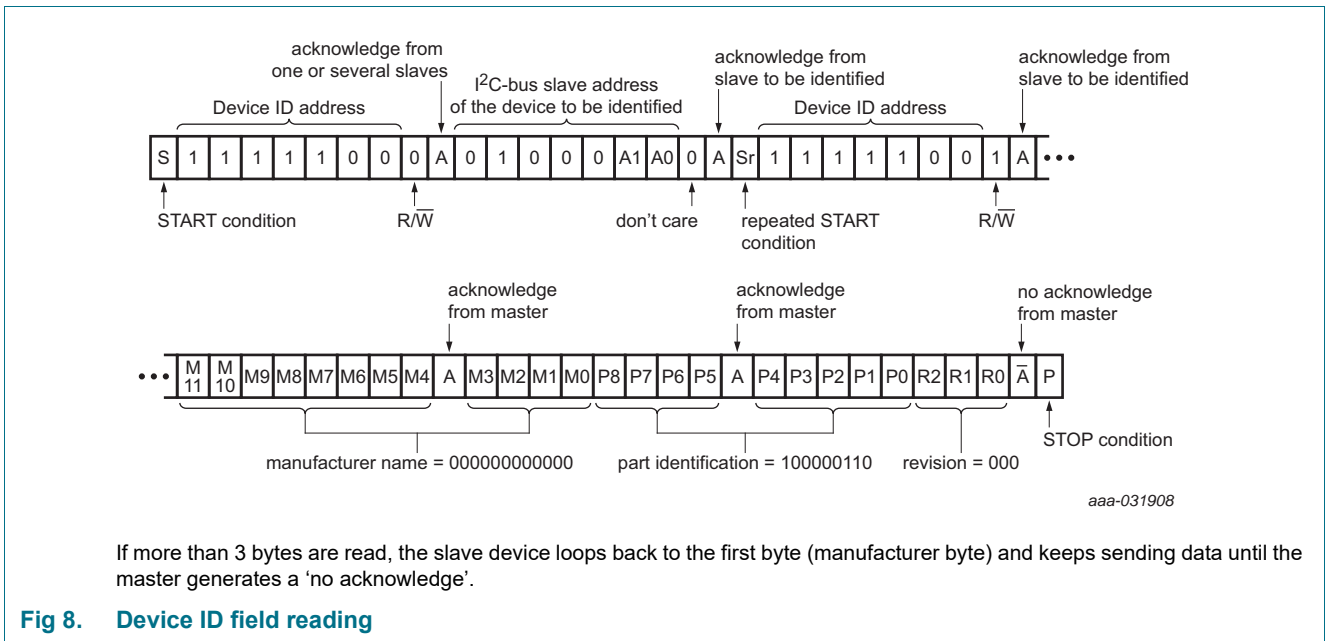 acknowledge from
one or several slaves
I²C-bus slave address
of the device to be identified
acknowledge from
slave to be identified
acknowledge from
slave to be identified
Device ID address
Device ID address
S 1 1 1 1 1 0 0 0 A 0 1 0 0 0 A1 A0 0 A Sr 1 1 1 1 1 0 0 1 A •••
START condition
R/W̅
don't care
repeated START
condition
R/W̅
acknowledge
from master
acknowledge
from master
no acknowledge
from master
••• M11 M10 M9 M8 M7 M6 M5 M4 A M3 M2 M1 M0 P8 P7 P6 P5 A P4 P3 P2 P1 P0 R2 R1 R0 A̅ P
STOP condition
manufacturer name = 000000000000
part identification = 100000110
revision = 000
aaa-031908
If more than 3 bytes are read, the slave device loops back to the first byte (manufacturer byte) and keeps sending data until the
master generates a ‘no acknowledge’.
Fig 8. Device ID field reading